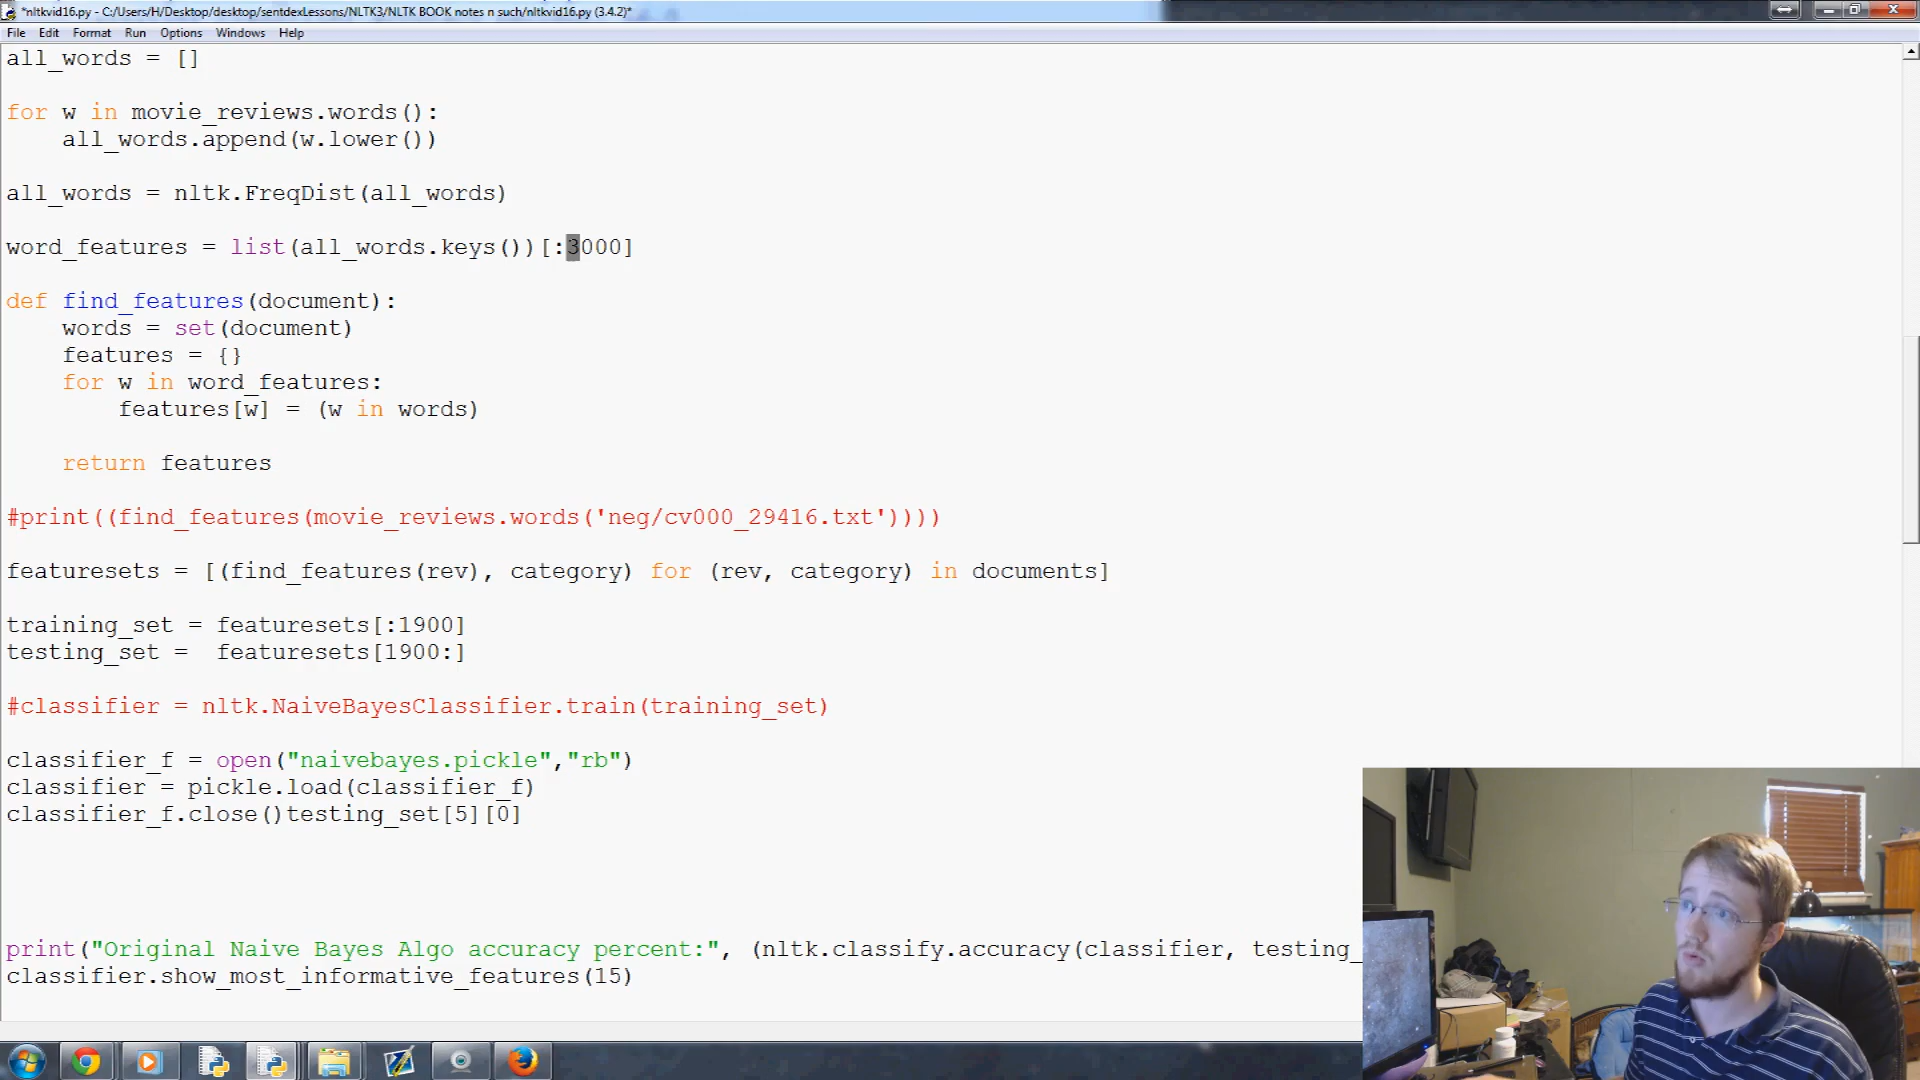 *nltkvid16.py - C:/Users/H/Desktop/desktop/sentdexLessons/NLTK3/NLTK BOOK notes n such/nltkvid16.py (3.4.2)*
File Edit Format Run Options Windows Help
all_words = []
for w in movie_reviews.words():
    all_words.append(w.lower())
all_words = nltk.FreqDist(all_words)
word_features = list(all_words.keys())[:3000]
def find_features(document):
    words = set(document)
    features = {}
    for w in word_features:
        features[w] = (w in words)
    return features
#print((find_features(movie_reviews.words('neg/cv000_29416.txt'))))
featuresets = [(find_features(rev), category) for (rev, category) in documents]
training_set = featuresets[:1900]
testing_set =  featuresets[1900:]
#classifier = nltk.NaiveBayesClassifier.train(training_set)
classifier_f = open("naivebayes.pickle","rb")
classifier = pickle.load(classifier_f)
classifier_f.close()testing_set[5][0]
print("Original Naive Bayes Algo accuracy percent:", (nltk.classify.accuracy(classifier, testing_
classifier.show_most_informative_features(15)